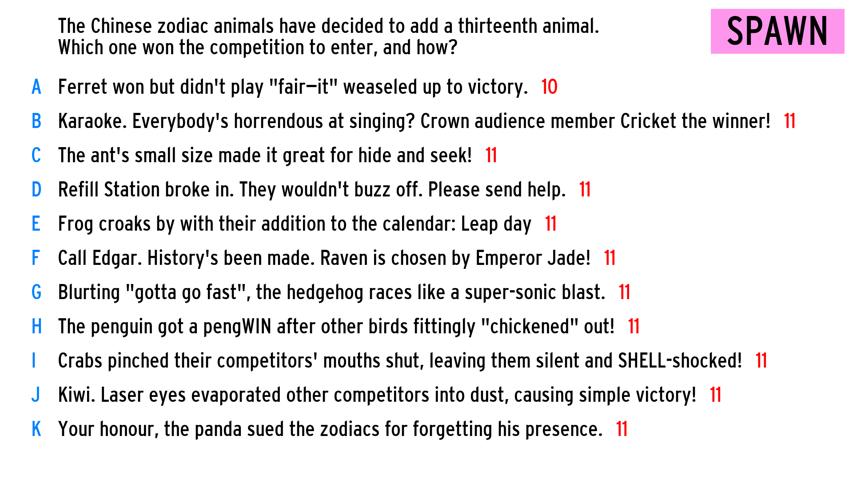 The Chinese zodiac animals have decided to add a thirteenth animal.
Which one won the competition to enter, and how?
SPAWN
A Ferret won but didn't play "fair—it" weaseled up to victory. 10
B Karaoke. Everybody's horrendous at singing? Crown audience member Cricket the winner! 11
C The ant's small size made it great for hide and seek! 11
D Refill Station broke in. They wouldn't buzz off. Please send help. 11
E Frog croaks by with their addition to the calendar: Leap day 11
F Call Edgar. History's been made. Raven is chosen by Emperor Jade! 11
G Blurting "gotta go fast", the hedgehog races like a super-sonic blast. 11
H The penguin got a pengWIN after other birds fittingly "chickened" out! 11
I Crabs pinched their competitors' mouths shut, leaving them silent and SHELL-shocked! 11
J Kiwi. Laser eyes evaporated other competitors into dust, causing simple victory! 11
K Your honour, the panda sued the zodiacs for forgetting his presence. 11